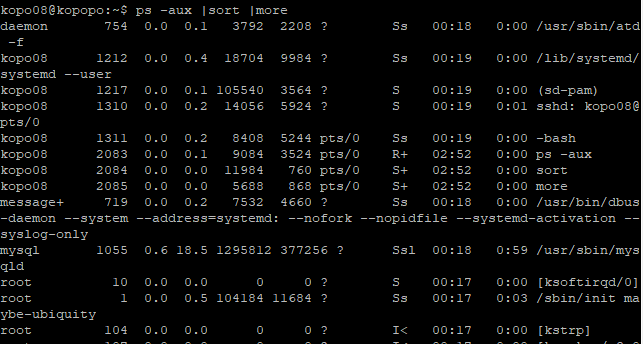 kopo08@kopopo:~$ ps -aux |sort |more
daemon       754  0.0  0.1   3792  2208 ?        Ss   00:18   0:00 /usr/sbin/atd
 -f
kopo08      1212  0.0  0.4  18704  9984 ?        Ss   00:19   0:00 /lib/systemd/
systemd --user
kopo08      1217  0.0  0.1 105540  3564 ?        S    00:19   0:00 (sd-pam)
kopo08      1310  0.0  0.2  14056  5924 ?        S    00:19   0:01 sshd: kopo08@
pts/0
kopo08      1311  0.0  0.2   8408  5244 pts/0    Ss   00:19   0:00 -bash
kopo08      2083  0.0  0.1   9084  3524 pts/0    R+   02:52   0:00 ps -aux
kopo08      2084  0.0  0.0  11984   760 pts/0    S+   02:52   0:00 sort
kopo08      2085  0.0  0.0   5688   868 pts/0    S+   02:52   0:00 more
message+     719  0.0  0.2   7532  4660 ?        Ss   00:18   0:00 /usr/bin/dbus
-daemon --system --address=systemd: --nofork --nopidfile --systemd-activation --
syslog-only
mysql       1055  0.6 18.5 1295812 377256 ?      Ssl  00:18   0:59 /usr/sbin/mys
qld
root          10  0.0  0.0      0     0 ?        S    00:17   0:00 [ksoftirqd/0]
root           1  0.0  0.5 104184 11684 ?        Ss   00:17   0:03 /sbin/init ma
ybe-ubiquity
root         104  0.0  0.0      0     0 ?        I<   00:17   0:00 [kstrp]